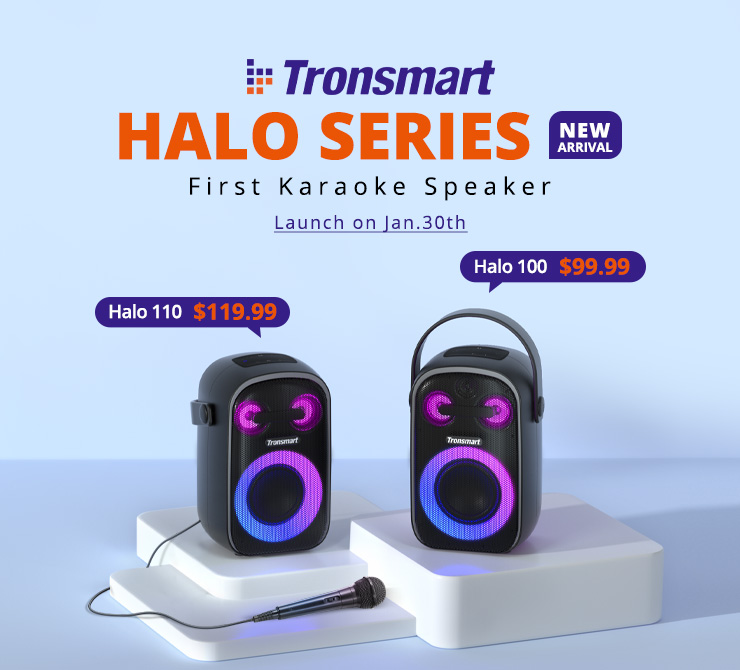 Tronsmart
HALO SERIES
NEW
ARRIVAL
First Karaoke Speaker
Launch on Jan.30th
Halo 100 $99.99
Halo 110 $119.99
Tronsmart
Tronsmart